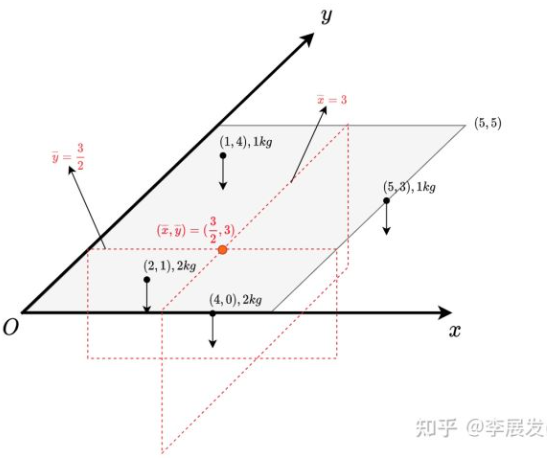 y
x̄ = 3
(5, 5)
(1, 4), 1kg
ȳ = 3/2
(5, 3), 1kg
(x̄, ȳ) = (3/2, 3)
(2, 1), 2kg
(4, 0), 2kg
O
x
知乎 @李展发